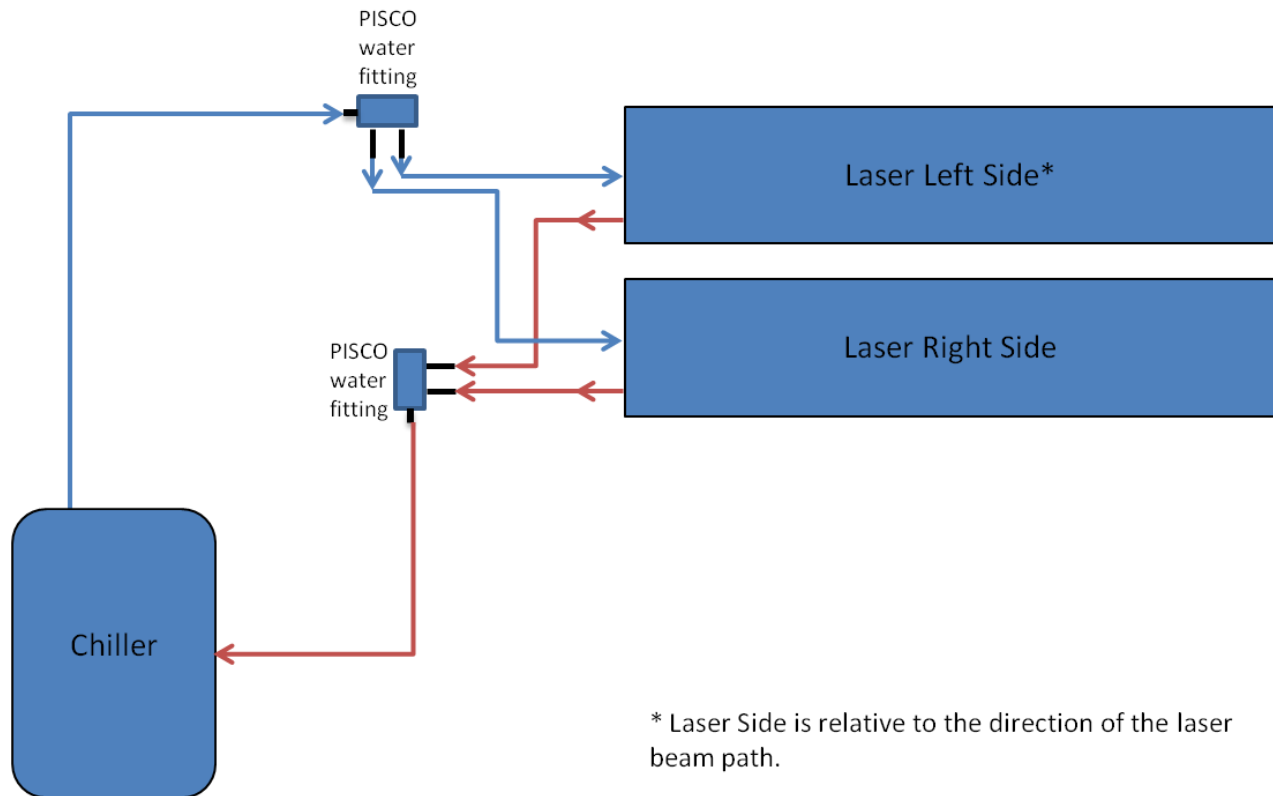 PISCO
water
fitting
Laser Left Side*
Laser Right Side
PISCO
water
fitting
Chiller
* Laser Side is relative to the direction of the laser
beam path.